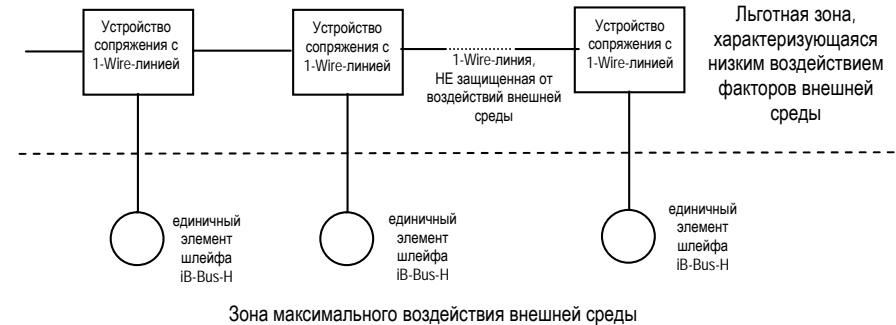 Устройство
сопряжения с
1-Wire-линией
Устройство
сопряжения с
1-Wire-линией
1-Wire-линия,
НЕ защищенная от
воздействий внешней
среды
Устройство
сопряжения с
1-Wire-линией
Льготная зона,
характеризующаяся
низким воздействием
факторов внешней
среды
единичный
элемент
шлейфа
iB-Bus-H
единичный
элемент
шлейфа
iB-Bus-H
единичный
элемент
шлейфа
iB-Bus-H
Зона максимального воздействия внешней среды